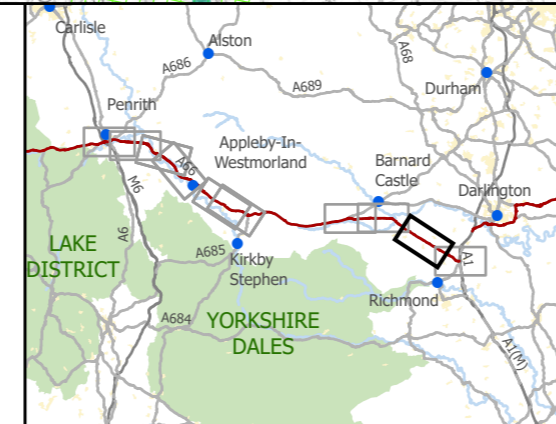 Carlisle
Alston
A68
A686
A689
Durham
Penrith
Appleby-In-
Westmorland
A66
Barnard
Castle
Darlington
M6
A6
LAKE
DISTRICT
A685
Kirkby
Stephen
A1
Richmond
A684
YORKSHIRE
DALES
A1(M)